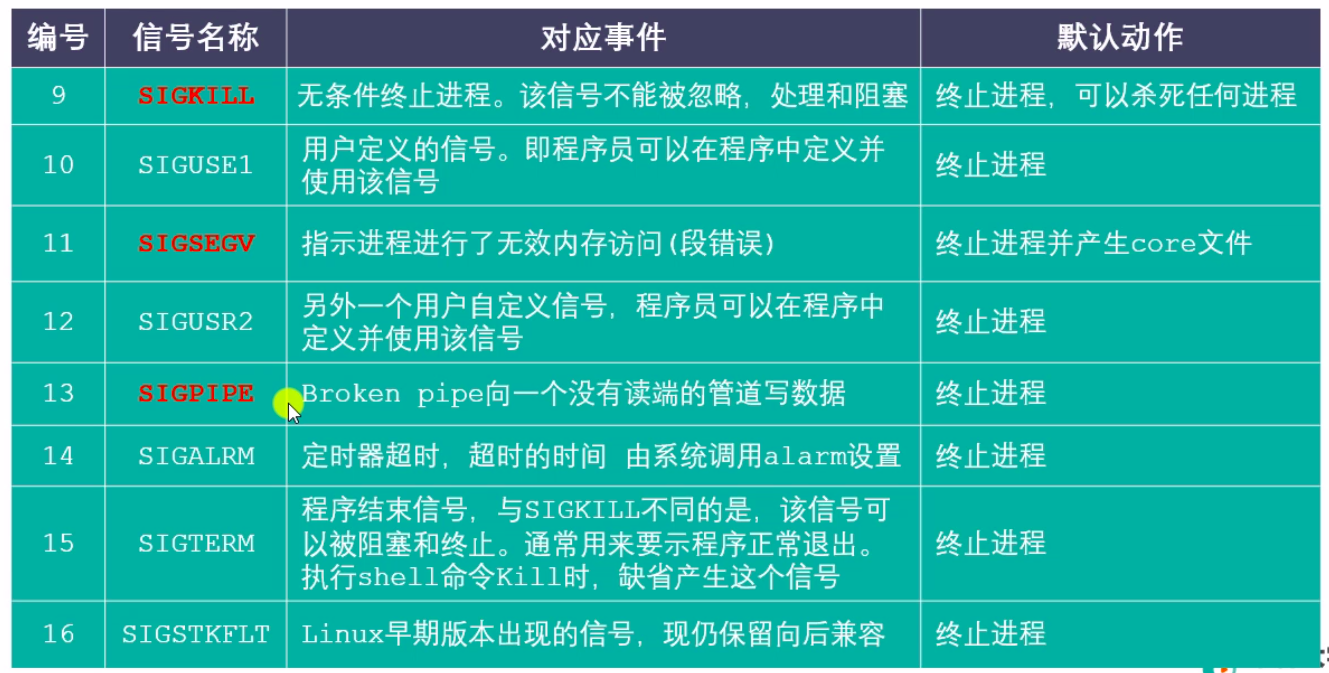 编号 信号名称 对应事件 默认动作
9 SIGKILL 无条件终止进程。该信号不能被忽略，处理和阻塞 终止进程，可以杀死任何进程
10 SIGUSE1 用户定义的信号。即程序员可以在程序中定义并
使用该信号 终止进程
11 SIGSEGV 指示进程进行了无效内存访问(段错误) 终止进程并产生core文件
12 SIGUSR2 另外一个用户自定义信号，程序员可以在程序中
定义并使用该信号 终止进程
13 SIGPIPE Broken pipe向一个没有读端的管道写数据 终止进程
14 SIGALRM 定时器超时，超时的时间 由系统调用alarm设置 终止进程
15 SIGTERM 程序结束信号，与SIGKILL不同的是，该信号可
以被阻塞和终止。通常用来要示程序正常退出。
执行shell命令Kill时，缺省产生这个信号 终止进程
16 SIGSTKFLT Linux早期版本出现的信号，现仍保留向后兼容 终止进程